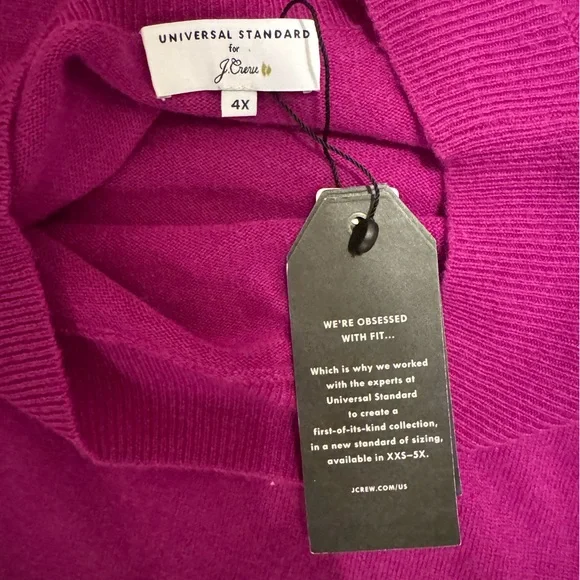 UNIVERSAL STANDARD
for
J.Crew
4X
WE'RE OBSESSED
WITH FIT...
Which is why we worked
with the experts at
Universal Standard
to create a
first-of-its-kind collection,
in a new standard of sizing,
available in XXS–5X.
JCREW.COM/US